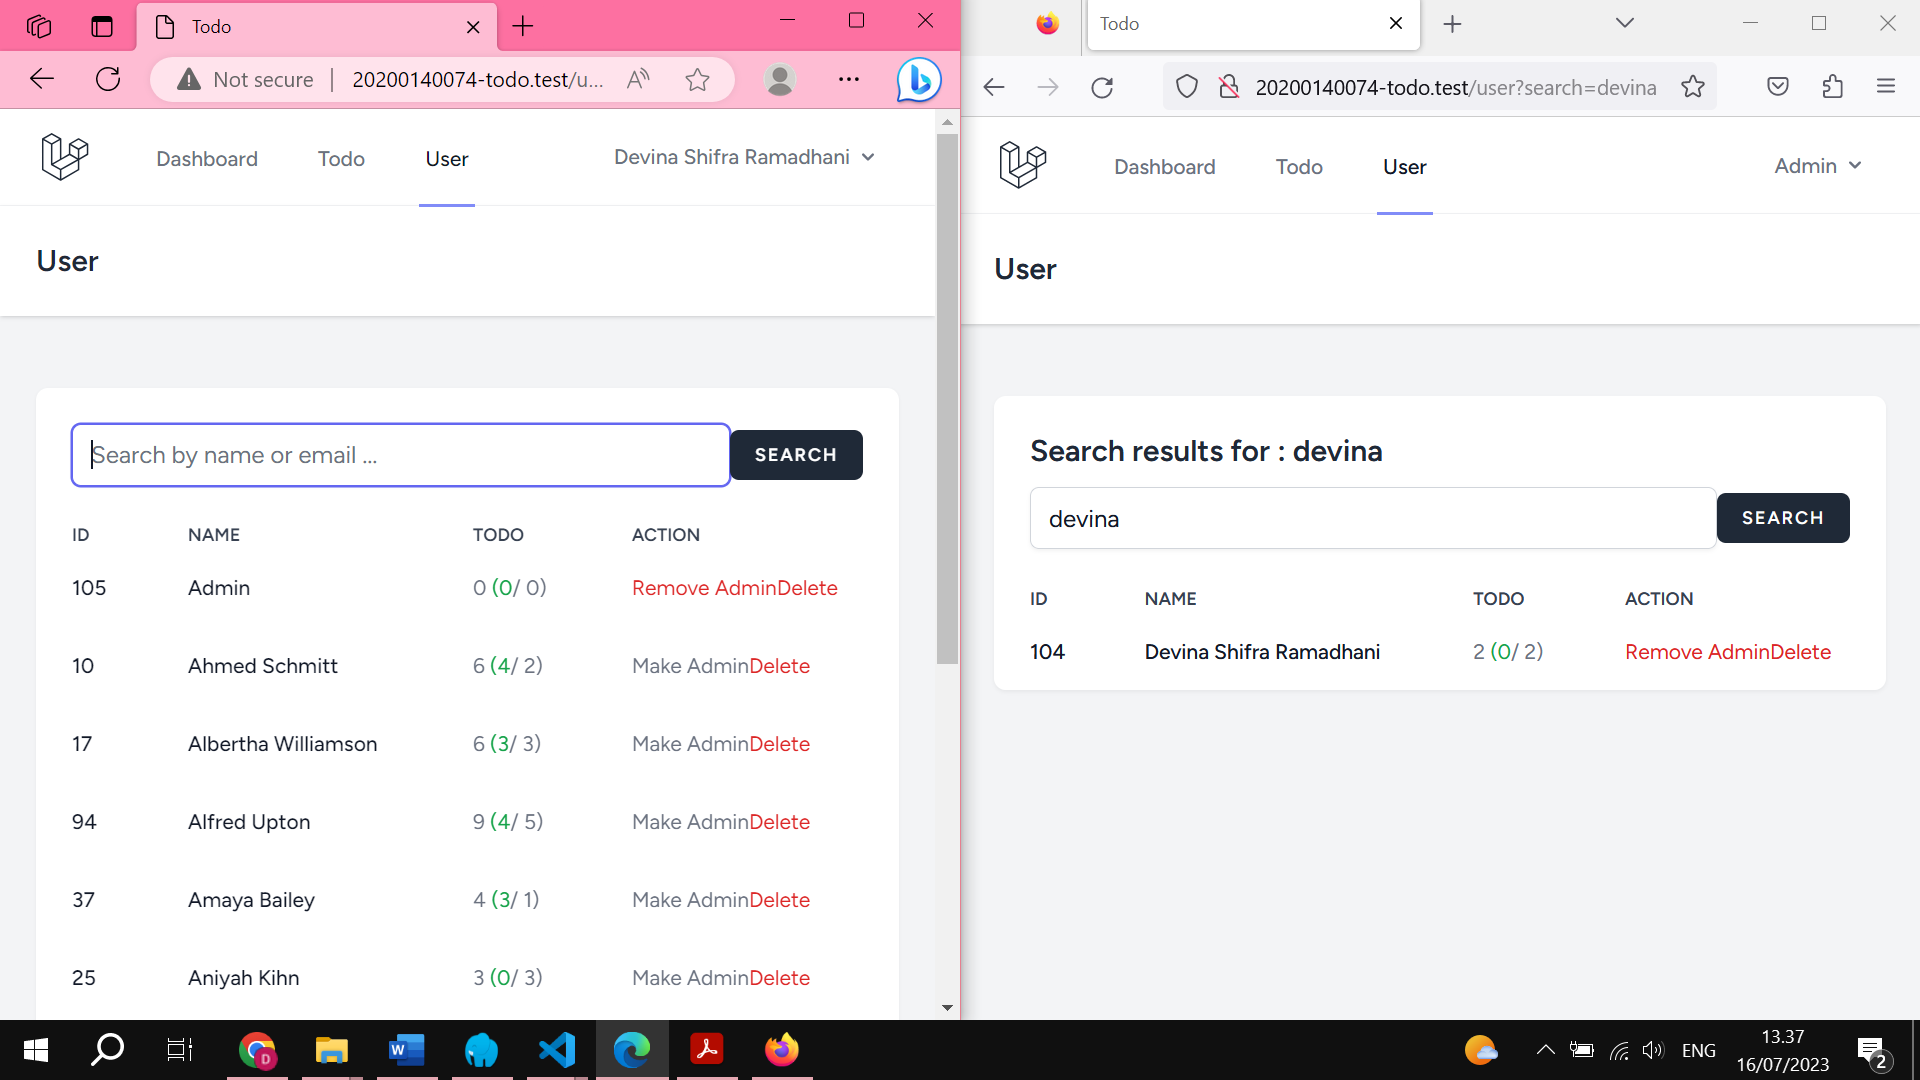 Todo
Not secure 20200140074-todo.test/u...
Dashboard Todo User Devina Shifra Ramadhani
User
Search by name or email ... SEARCH
ID NAME TODO ACTION
105 Admin 0 (0/ 0) Remove AdminDelete
10 Ahmed Schmitt 6 (4/ 2) Make AdminDelete
17 Albertha Williamson 6 (3/ 3) Make AdminDelete
94 Alfred Upton 9 (4/ 5) Make AdminDelete
37 Amaya Bailey 4 (3/ 1) Make AdminDelete
25 Aniyah Kihn 3 (0/ 3) Make AdminDelete
Todo
20200140074-todo.test/user?search=devina
Dashboard Todo User Admin
User
Search results for : devina
devina SEARCH
ID NAME TODO ACTION
104 Devina Shifra Ramadhani 2 (0/ 2) Remove AdminDelete
D
W
ENG
13.37
16/07/2023
2